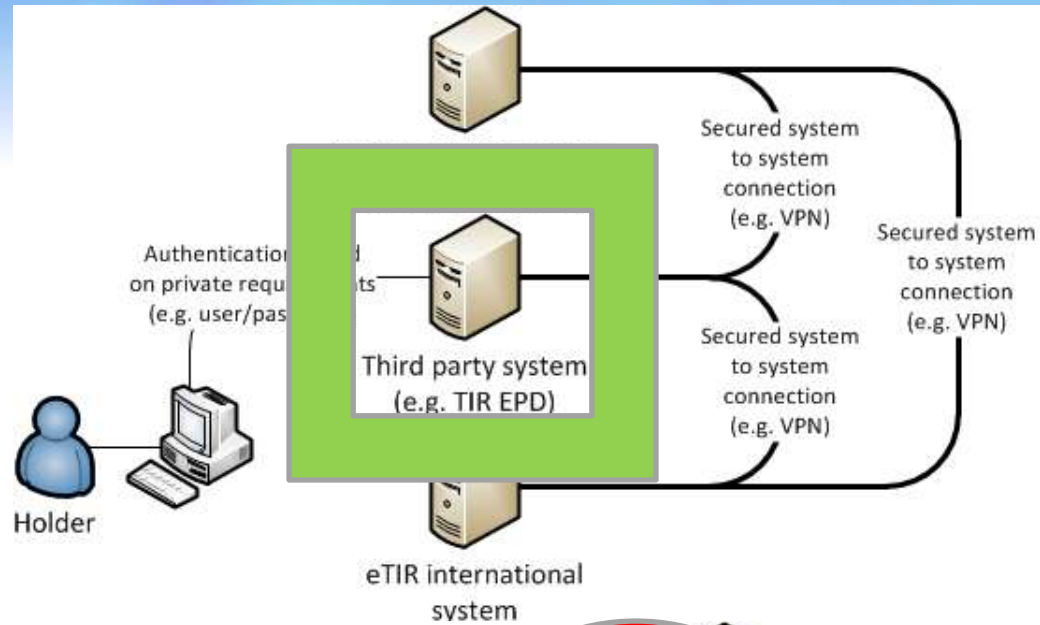 Secured system
to system
connection
(e.g. VPN)
Secured system
to system
connection
(e.g. VPN)
Authentication
on private requ nts
(e.g. user/pas
Third party system
(e.g. TIR EPD)
Secured system
to system
connection
(e.g. VPN)
Holder
eTIR international
system